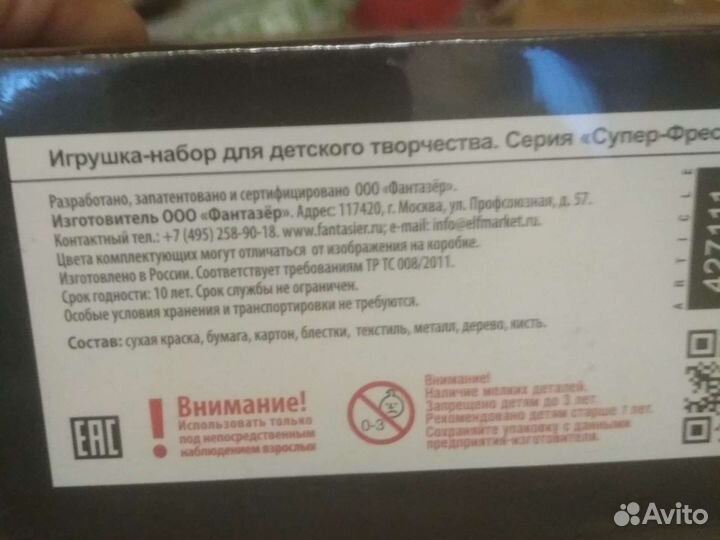 Игрушка-набор для детского творчества. Серия «Супер-Фрес
Разработано, запатентовано и сертифицировано ООО «Фантазёр».
Изготовитель ООО «Фантазёр». Адрес: 117420, г. Москва, ул. Профсоюзная, д. 57.
Контактный тел.: +7 (495) 258-90-18. www.fantasier.ru; e-mail: info@elfmarket.ru.
Цвета комплектующих могут отличаться от изображения на коробке.
Изготовлено в России. Соответствует требованиям ТР ТС 008/2011.
Срок годности: 10 лет. Срок службы не ограничен.
Особые условия хранения и транспортировки не требуются.
Состав: сухая краска, бумага, картон, блестки, текстиль, металл, дерево, кисть.
ARTICLE
427111
EAC
Внимание!
Использовать только
под непосредственным
наблюдением взрослых
0-3
Внимание!
Наличие мелких деталей.
Запрещено детям до 3 лет.
Рекомендовано детям старше 7 лет.
Сохраняйте упаковку с данными
предприятия-изготовителя.
Avito